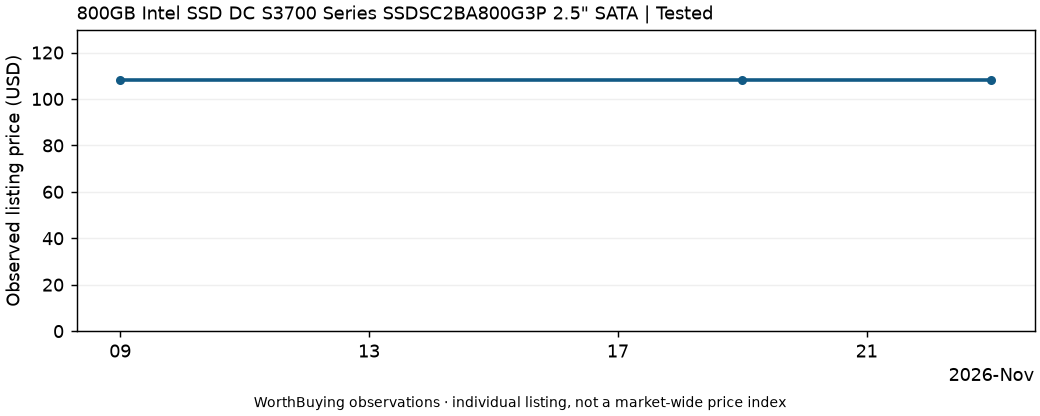 800GB Intel SSD DC S3700 Series SSDSC2BA800G3P 2.5" SATA | Tested
Observed listing price (USD)
120
100
80
60
40
20
0
09 13 17 21
2026-Nov
WorthBuying observations · individual listing, not a market-wide price index